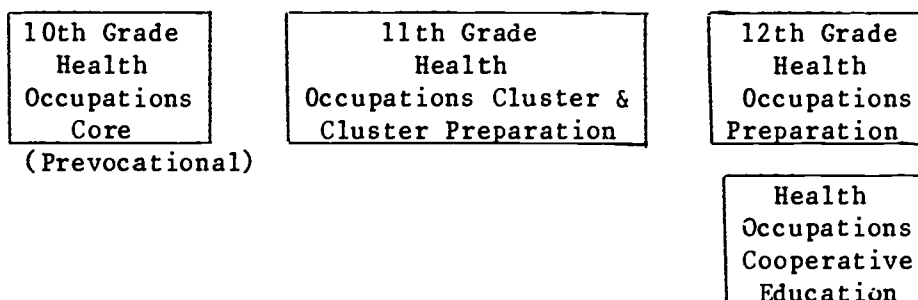 10th Grade
Health
Occupations
Core
(Prevocational)
11th Grade
Health
Occupations Cluster &
Cluster Preparation
12th Grade
Health
Occupations
Preparation
Health
Occupations
Cooperative
Education